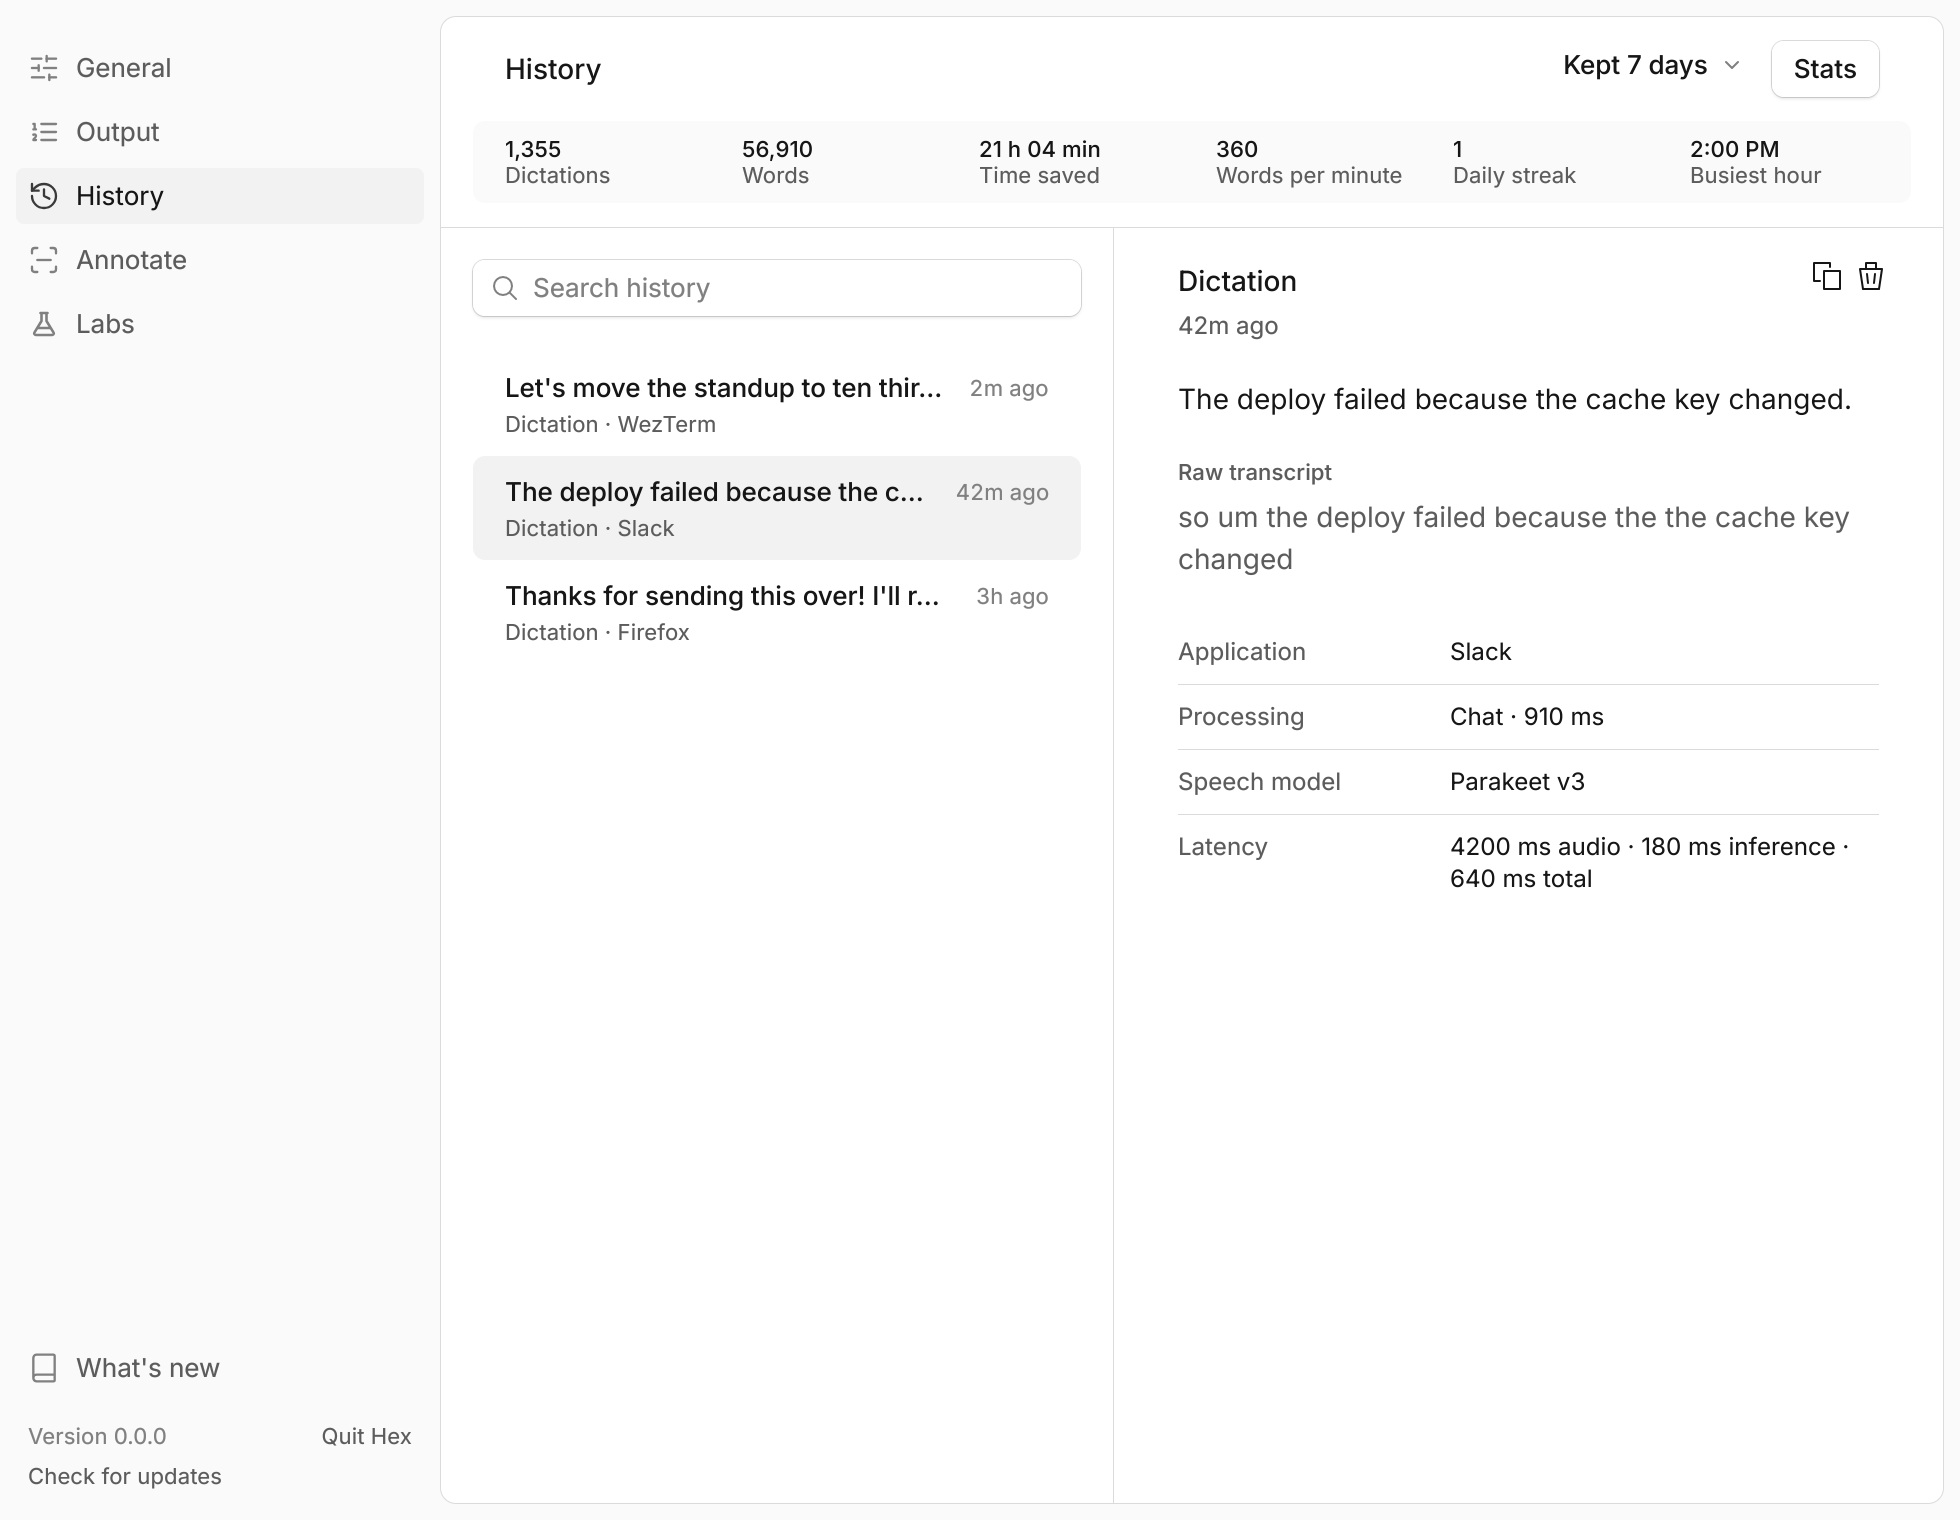 General
Output
History
Annotate
Labs
What's new
Version 0.0.0
Quit Hex
Check for updates
History
Kept 7 days
Stats
1,355
Dictations
56,910
Words
21 h 04 min
Time saved
360
Words per minute
1
Daily streak
2:00 PM
Busiest hour
Search history
Let's move the standup to ten thir... 2m ago
Dictation · WezTerm
The deploy failed because the c... 42m ago
Dictation · Slack
Thanks for sending this over! I'll r... 3h ago
Dictation · Firefox
Dictation
42m ago
The deploy failed because the cache key changed.
Raw transcript
so um the deploy failed because the the cache key
changed
Application Slack
Processing Chat · 910 ms
Speech model Parakeet v3
Latency 4200 ms audio · 180 ms inference ·
640 ms total